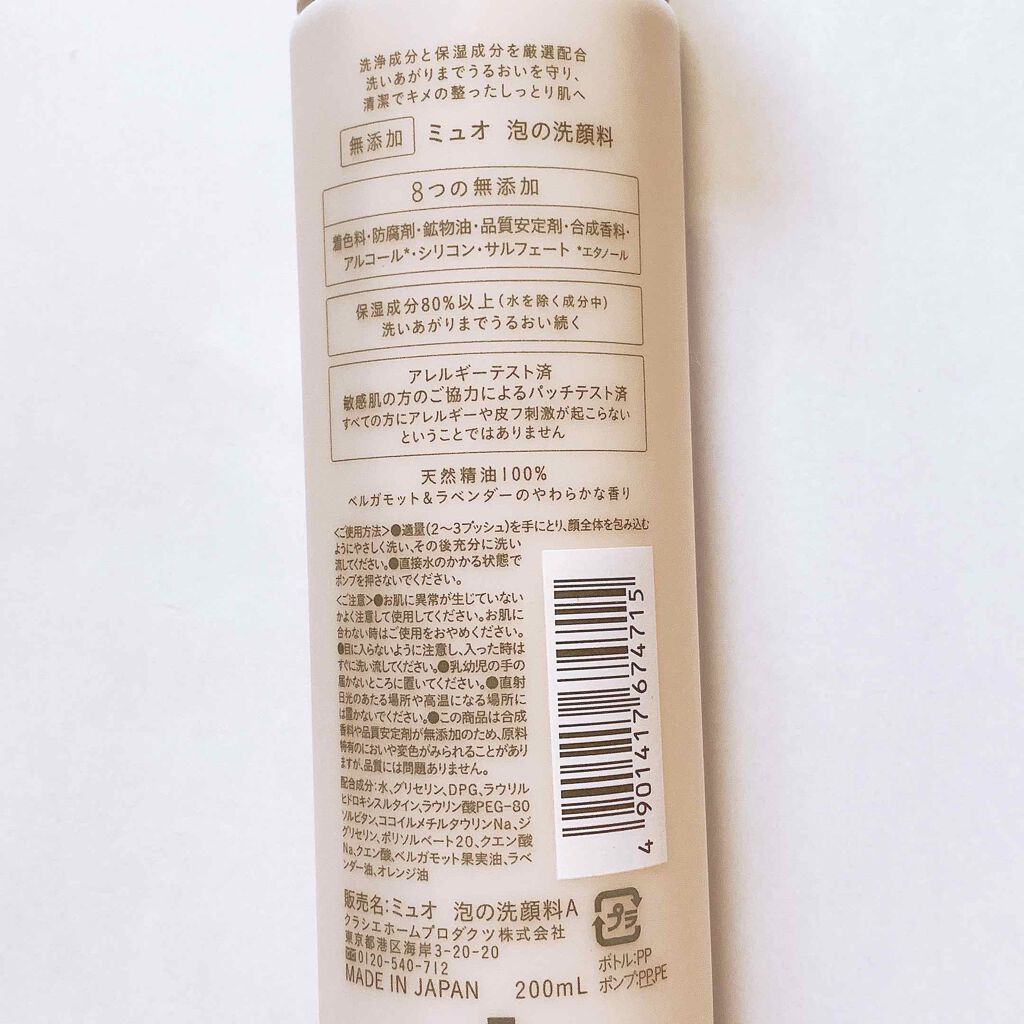 洗浄成分と保湿成分を厳選配合
洗いあがりまでうるおいを守り、
清潔でキメの整ったしっとり肌へ
無添加 ミュオ 泡の洗顔料
8つの無添加
着色料・防腐剤・鉱物油・品質安定剤・合成香料・
アルコール*・シリコン・サルフェート *エタノール
保湿成分80%以上(水を除く成分中)
洗いあがりまでうるおい続く
アレルギーテスト済
敏感肌の方のご協力によるパッチテスト済
すべての方にアレルギーや皮フ刺激が起こらない
ということではありません
天然精油100%
ベルガモット&ラベンダーのやわらかな香り
<ご使用方法>●適量(2〜3プッシュ)を手にとり、顔全体を包み込む
ようにやさしく洗い、その後充分に洗い
流してください。●直接水のかかる状態で
ポンプを押さないでください。
<ご注意>●お肌に異常が生じていない
かよく注意して使用してください。お肌に
合わない時はご使用をおやめください。
●目に入らないように注意し、入った時は
すぐに洗い流してください。●乳幼児の手の
届かないところに置いてください。●直射
日光のあたる場所や高温になる場所に
は置かないでください。●この商品は合成
香料や品質安定剤が無添加のため、原料
特有のにおいや変色がみられることがあり
ますが、品質には問題ありません。
配合成分:水、グリセリン、DPG、ラウリル
ヒドロキシスルタイン、ラウリン酸PEG-80
ソルビタン、ココイルメチルタウリンNa、ジ
グリセリン、ポリソルベート20、クエン酸
Na、クエン酸、ベルガモット果実油、ラベ
ンダー油、オレンジ油
4 901417 674715
販売名:ミュオ 泡の洗顔料A
クラシエホームプロダクツ株式会社
東京都港区海岸3-20-20
0120-540-712
MADE IN JAPAN 200mL
プラ
ボトル:PP
ポンプ:PP,PE